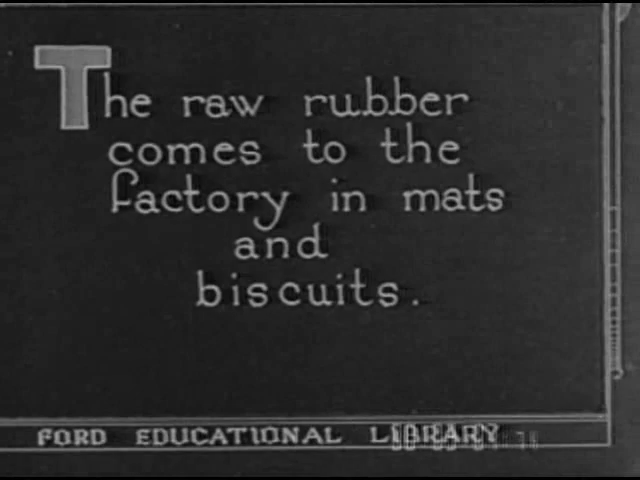 The raw rubber
comes to the
factory in mats
and
biscuits.
FORD EDUCATIONAL LIBRARY